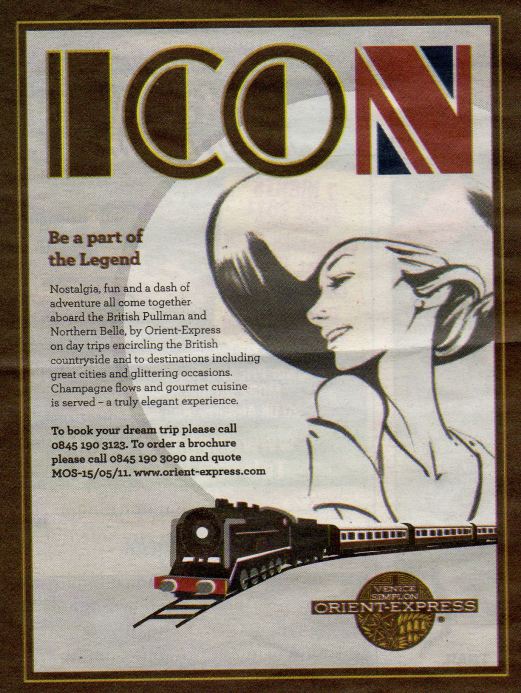 ICON
Be a part of
the Legend
Nostalgia, fun and a dash of
adventure all come together
aboard the British Pullman and
Northern Belle, by Orient-Express
on day trips encircling the British
countryside and to destinations including
great cities and glittering occasions.
Champagne flows and gourmet cuisine
is served – a truly elegant experience.
To book your dream trip please call
0845 190 3123. To order a brochure
please call 0845 190 3090 and quote
MOS-15/05/11. www.orient-express.com
VENICE
SIMPLON
ORIENT-EXPRESS
®